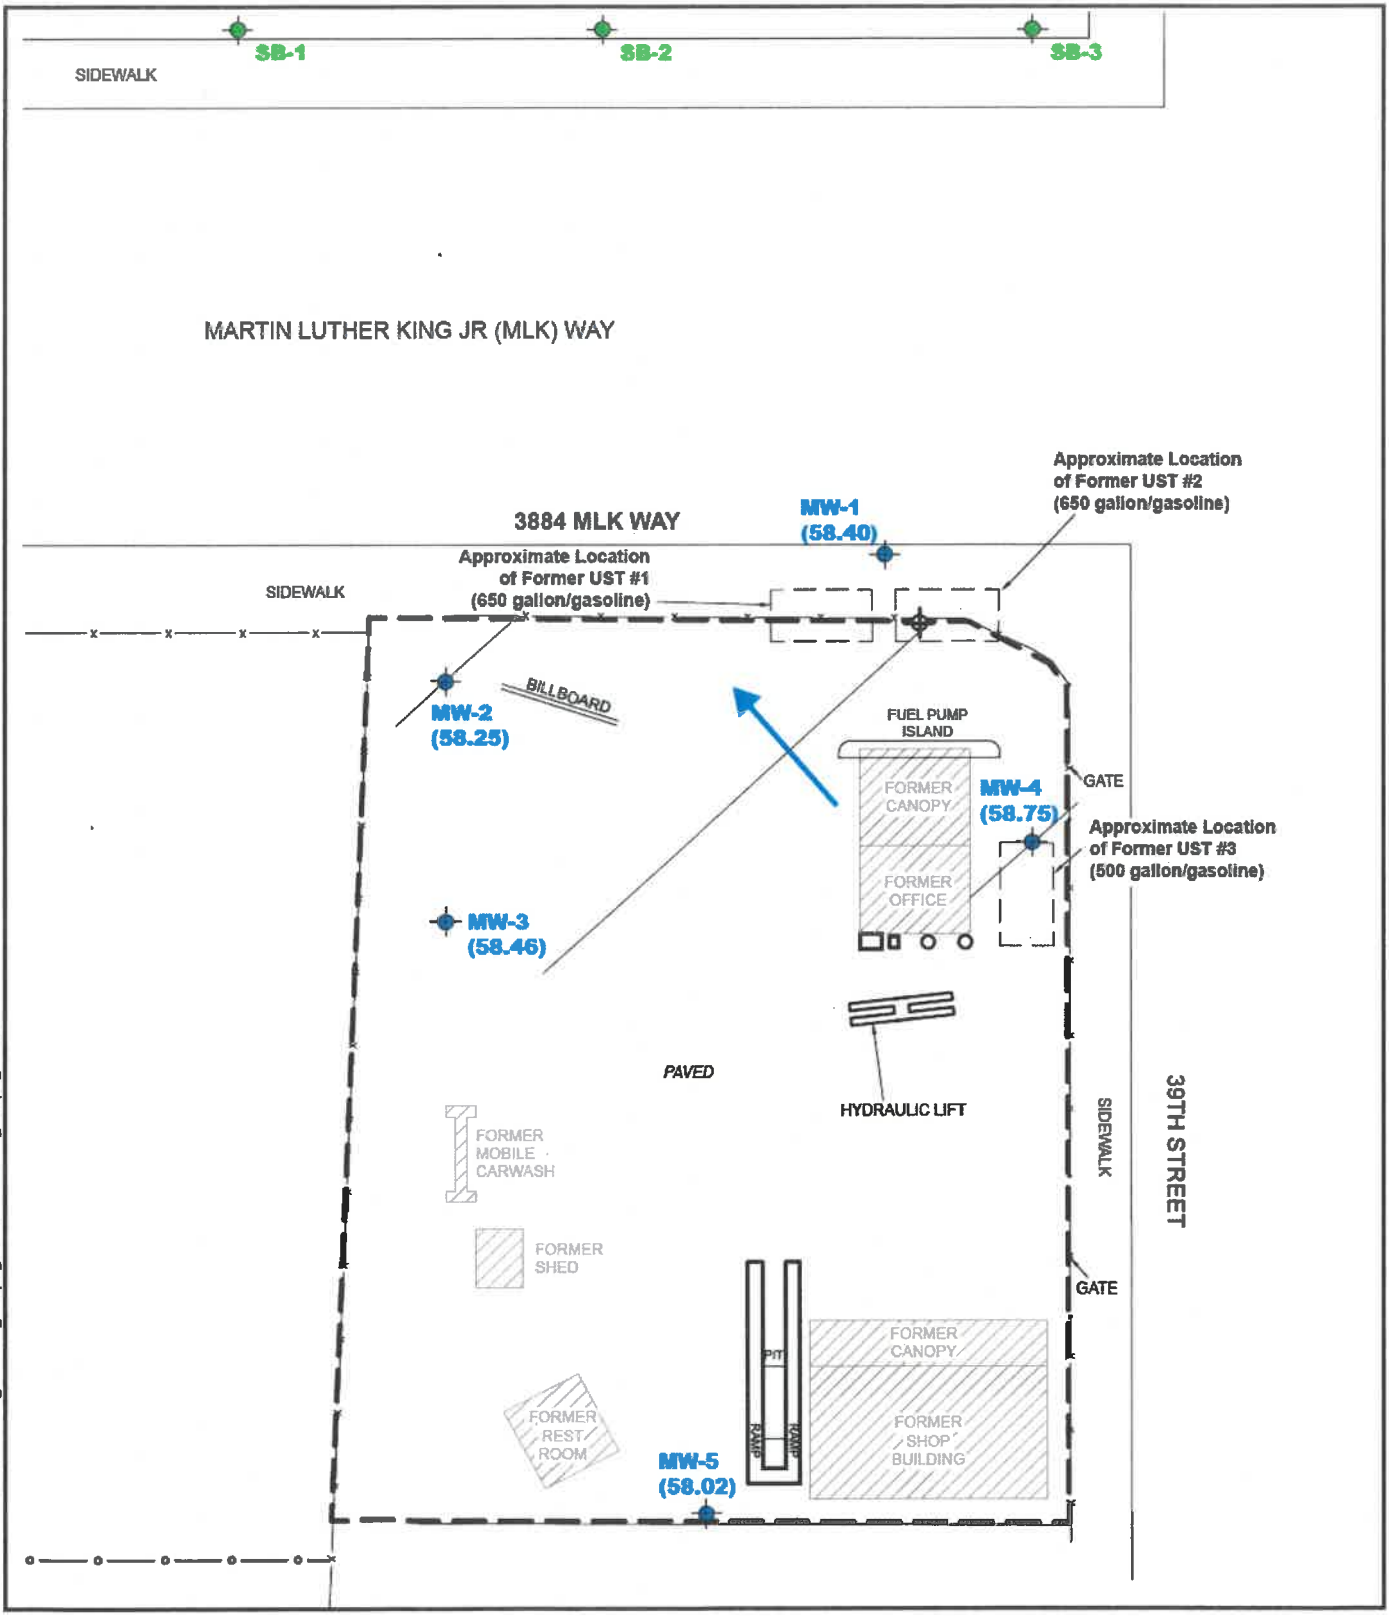 SB-1
SB-2
SB-3
SIDEWALK
MARTIN LUTHER KING JR (MLK) WAY
Approximate Location
of Former UST #2
(650 gallon/gasoline)
MW-1
(58.40)
3884 MLK WAY
Approximate Location
of Former UST #1
(650 gallon/gasoline)
SIDEWALK
BILLBOARD
MW-2
(58.25)
FUEL PUMP
ISLAND
GATE
FORMER
CANOPY
MW-4
(58.75)
Approximate Location
of Former UST #3
(500 gallon/gasoline)
FORMER
OFFICE
MW-3
(58.46)
PAVED
HYDRAULIC LIFT
SIDEWALK
39TH STREET
FORMER
MOBILE
CARWASH
FORMER
SHED
GATE
FORMER
CANOPY
PIT
RAMP
RAMP
FORMER
REST
ROOM
FORMER
SHOP
BUILDING
MW-5
(58.02)